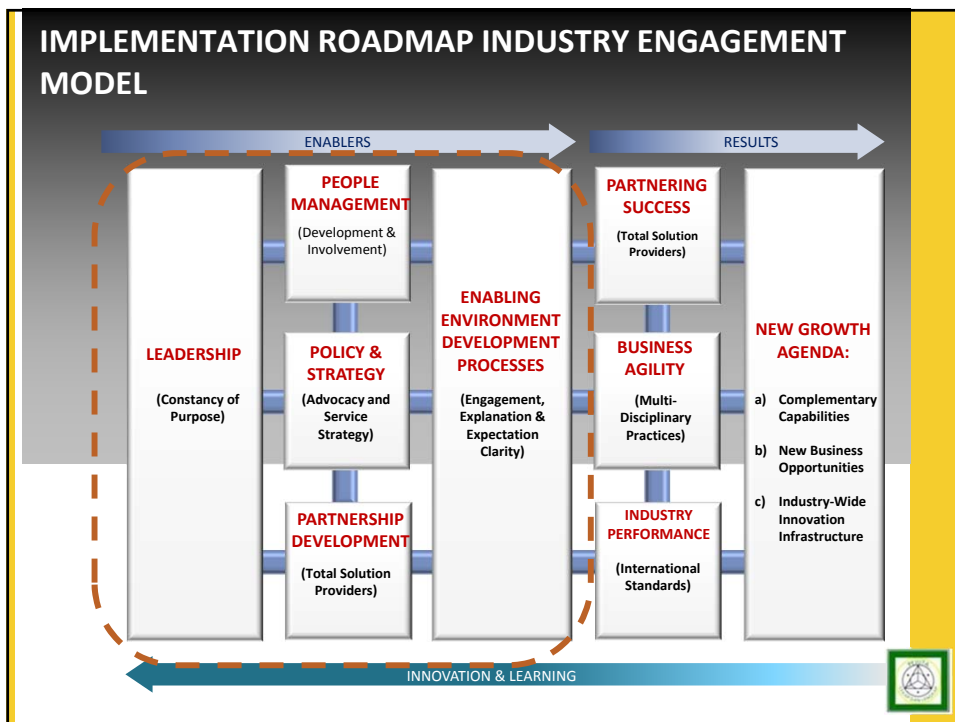 IMPLEMENTATION ROADMAP INDUSTRY ENGAGEMENT
MODEL
ENABLERS
RESULTS
LEADERSHIP
(Constancy of
Purpose)
PEOPLE
MANAGEMENT
(Development &
Involvement)
POLICY &
STRATEGY
(Advocacy and
Service
Strategy)
PARTNERSHIP
DEVELOPMENT
(Total Solution
Providers)
ENABLING
ENVIRONMENT
DEVELOPMENT
PROCESSES
(Engagement,
Explanation &
Expectation
Clarity)
PARTNERING
SUCCESS
(Total Solution
Providers)
BUSINESS
AGILITY
(Multi-
Disciplinary
Practices)
INDUSTRY
PERFORMANCE
(International
Standards)
NEW GROWTH
AGENDA:
a) Complementary
Capabilities
b) New Business
Opportunities
c) Industry-Wide
Innovation
Infrastructure
INNOVATION & LEARNING